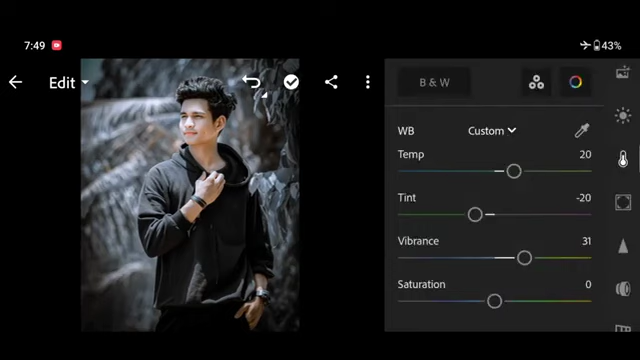 7:49
43%
Edit
B & W
WB
Custom
Temp
20
Tint
-20
Vibrance
31
Saturation
0